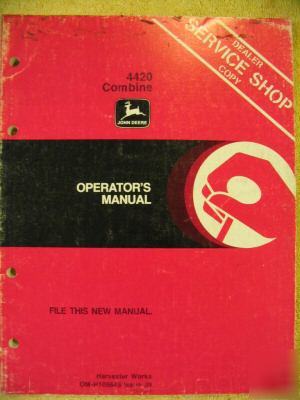 DEALER
SERVICE SHOP
COPY
4420
Combine
JOHN DEERE
OPERATOR'S
MANUAL
FILE THIS NEW MANUAL.
Harvester Works